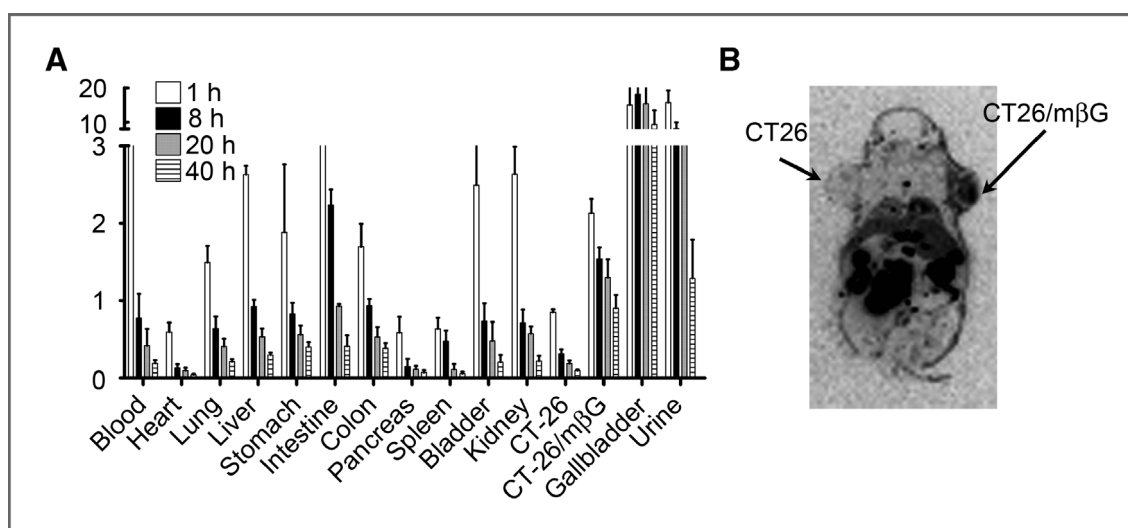 A
20
10
3
2
1
0
1 h
8 h
20 h
40 h
Blood
Heart
Lung
Liver
Stomach
Intestine
Colon
Pancreas
Spleen
Bladder
Kidney
CT-26
CT-26/mβG
Gallbladder
Urine
B
CT26
CT26/mβG